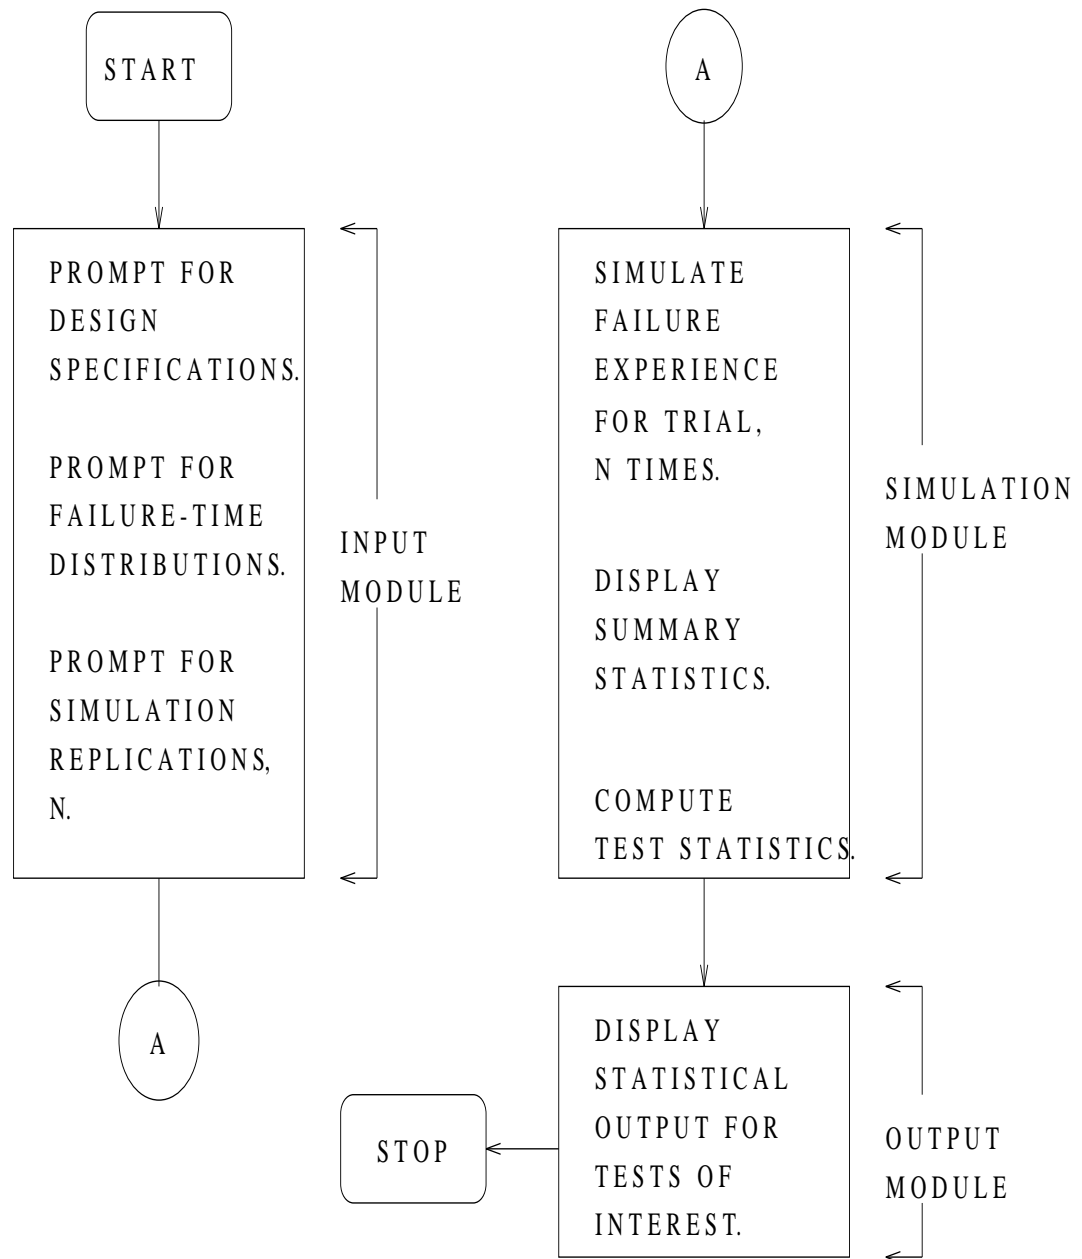 START
PROMPT FOR
DESIGN
SPECIFICATIONS.
PROMPT FOR
FAILURE-TIME
DISTRIBUTIONS.
PROMPT FOR
SIMULATION
REPLICATIONS,
N.
INPUT
MODULE
A
A
SIMULATE
FAILURE
EXPERIENCE
FOR TRIAL,
N TIMES.
DISPLAY
SUMMARY
STATISTICS.
COMPUTE
TEST STATISTICS.
SIMULATION
MODULE
DISPLAY
STATISTICAL
OUTPUT FOR
TESTS OF
INTEREST.
OUTPUT
MODULE
STOP